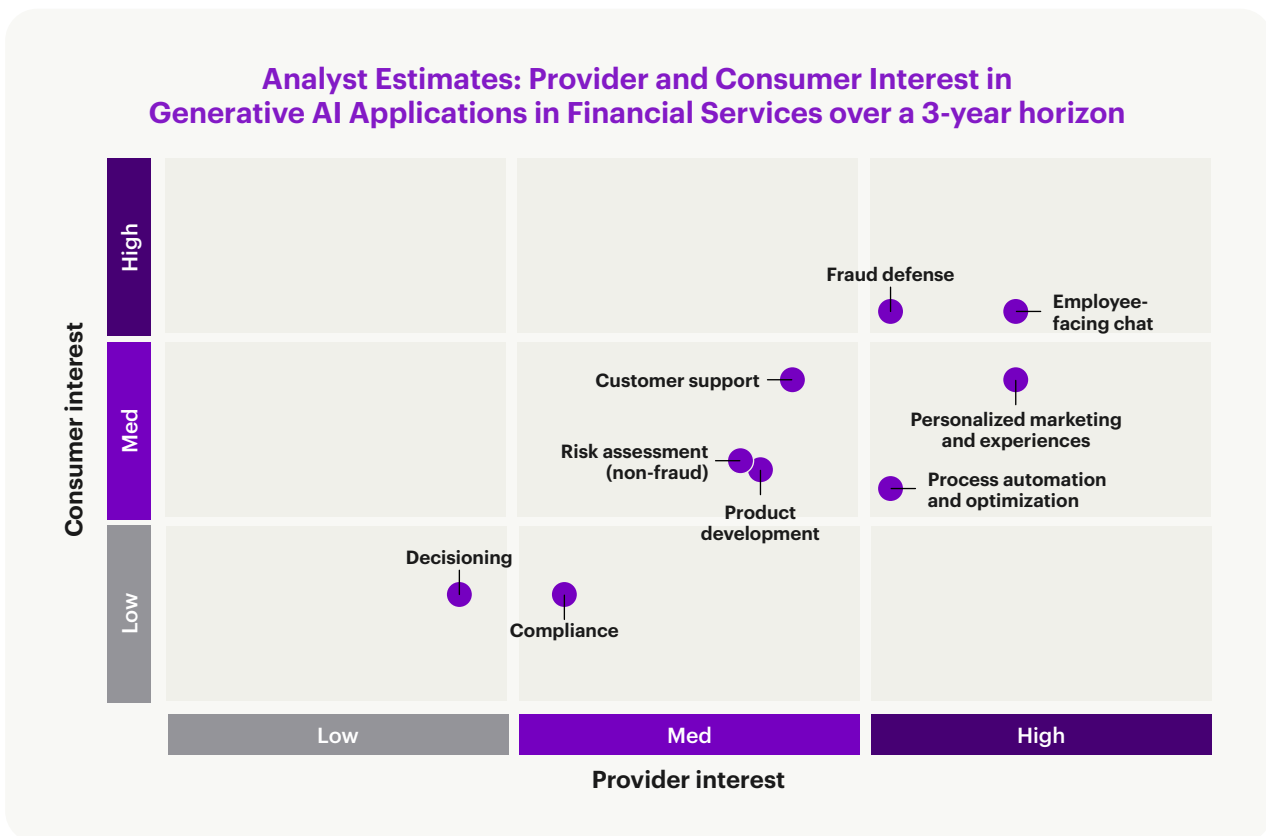 Analyst Estimates: Provider and Consumer Interest in
Generative AI Applications in Financial Services over a 3-year horizon
Consumer interest
High
Med
Low
Fraud defense
Employee-
facing chat
Customer support
Personalized marketing
and experiences
Risk assessment
(non-fraud)
Process automation
and optimization
Product
development
Decisioning
Compliance
Low
Med
High
Provider interest